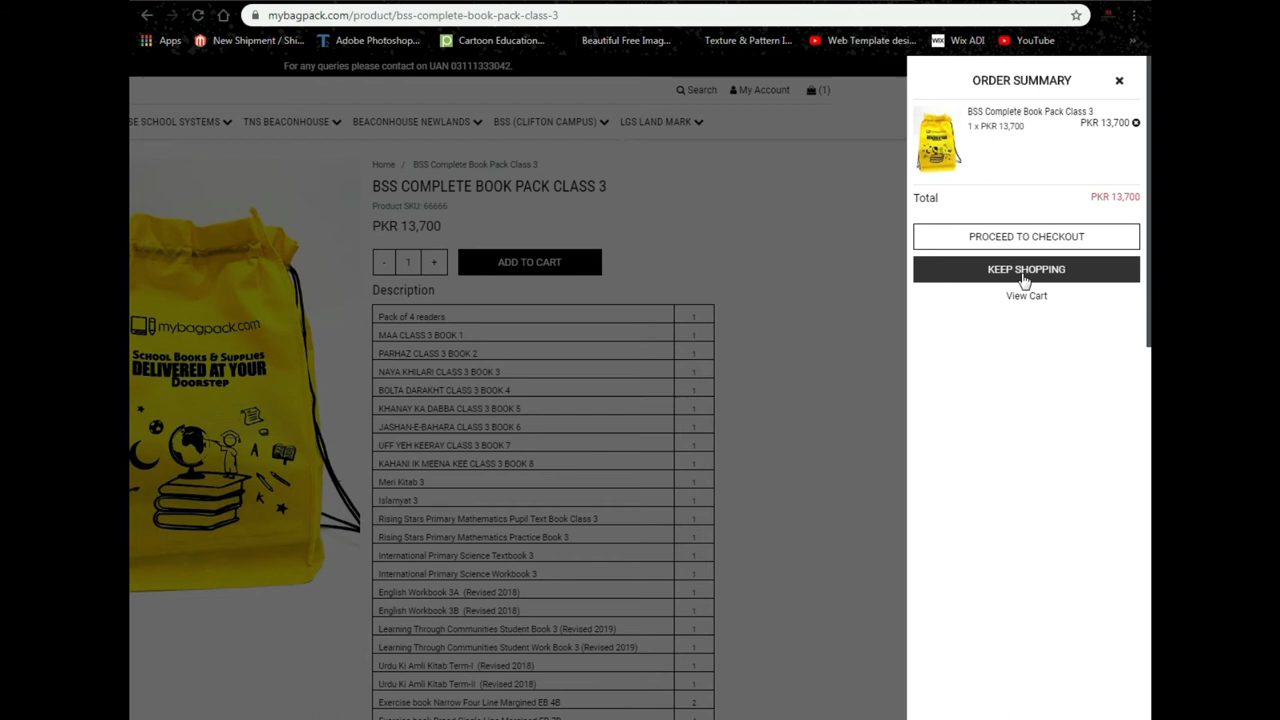 mybagpack.com/product/bss-complete-book-pack-class-3
Apps New Shipment / Shi... Adobe Photoshop... Cartoon Education... Beautiful Free Imag... Texture & Pattern I... Web Template desi... WIX Wix ADI YouTube »
For any queries please contact on UAN 03111333042.
Search My Account (1)
SE SCHOOL SYSTEMS TNS BEACONHOUSE BEACONHOUSE NEWLANDS BSS (CLIFTON CAMPUS) LGS LAND MARK
Home / BSS Complete Book Pack Class 3
BSS COMPLETE BOOK PACK CLASS 3
Product SKU: 66666
PKR 13,700
- 1 + ADD TO CART
Description
Pack of 4 readers 1
MAA CLASS 3 BOOK 1 1
PARHAZ CLASS 3 BOOK 2 1
NAYA KHILARI CLASS 3 BOOK 3 1
BOLTA DARAKHT CLASS 3 BOOK 4 1
KHANAY KA DABBA CLASS 3 BOOK 5 1
JASHAN-E-BAHARA CLASS 3 BOOK 6 1
UFF YEH KEERAY CLASS 3 BOOK 7 1
KAHANI IK MEENA KEE CLASS 3 BOOK 8 1
Meri Kitab 3 1
Islamyat 3 1
Rising Stars Primary Mathematics Pupil Text Book Class 3 1
Rising Stars Primary Mathematics Practice Book 3 1
International Primary Science Textbook 3 1
International Primary Science Workbook 3 1
English Workbook 3A (Revised 2018) 1
English Workbook 3B (Revised 2018) 1
Learning Through Communities Student Book 3 (Revised 2019) 1
Learning Through Communities Student Work Book 3 (Revised 2019) 1
Urdu Ki Amli Kitab Term-I (Revised 2018) 1
Urdu Ki Amli Kitab Term-II (Revised 2018) 1
Exercise book Narrow Four Line Margined EB 4B 2
mybagpack.com
SCHOOL BOOKS & SUPPLIES
DELIVERED AT YOUR
DOORSTEP
ORDER SUMMARY
BSS Complete Book Pack Class 3
1 x PKR 13,700 PKR 13,700
Total PKR 13,700
PROCEED TO CHECKOUT
KEEP SHOPPING
View Cart